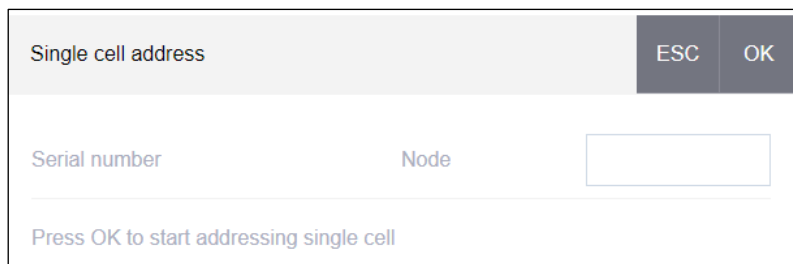 Single cell address ESC OK
Serial number Node
Press OK to start addressing single cell